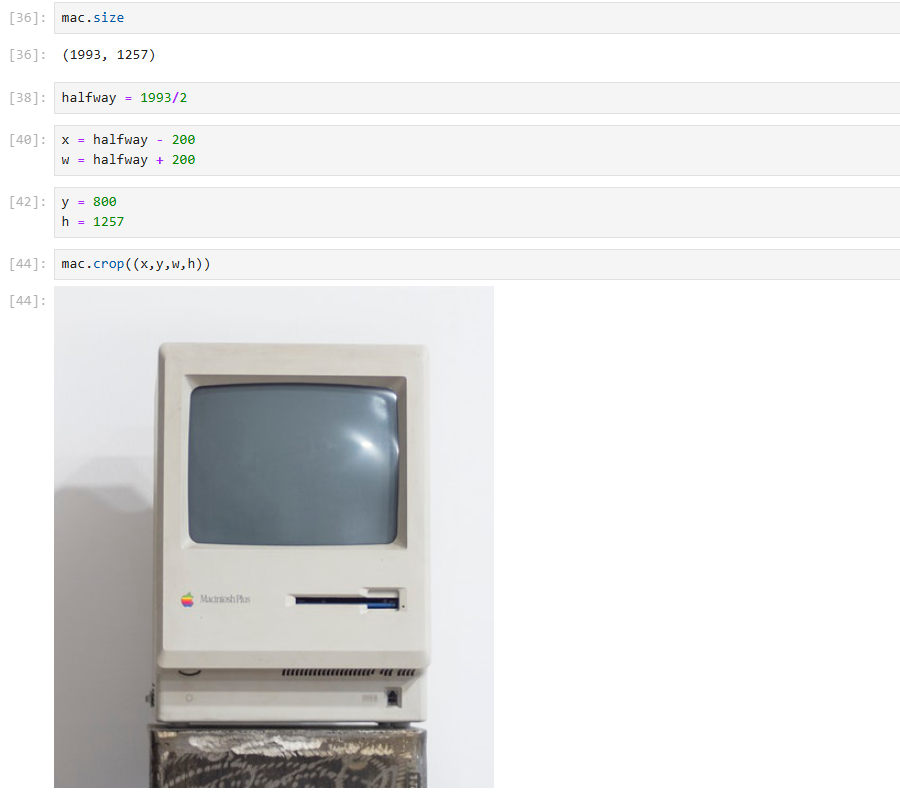 [36]: mac.size
[36]: (1993, 1257)
[38]: halfway = 1993/2
[40]: x = halfway - 200
w = halfway + 200
[42]: y = 800
h = 1257
[44]: mac.crop((x,y,w,h))
[44]:
Macintosh Plus